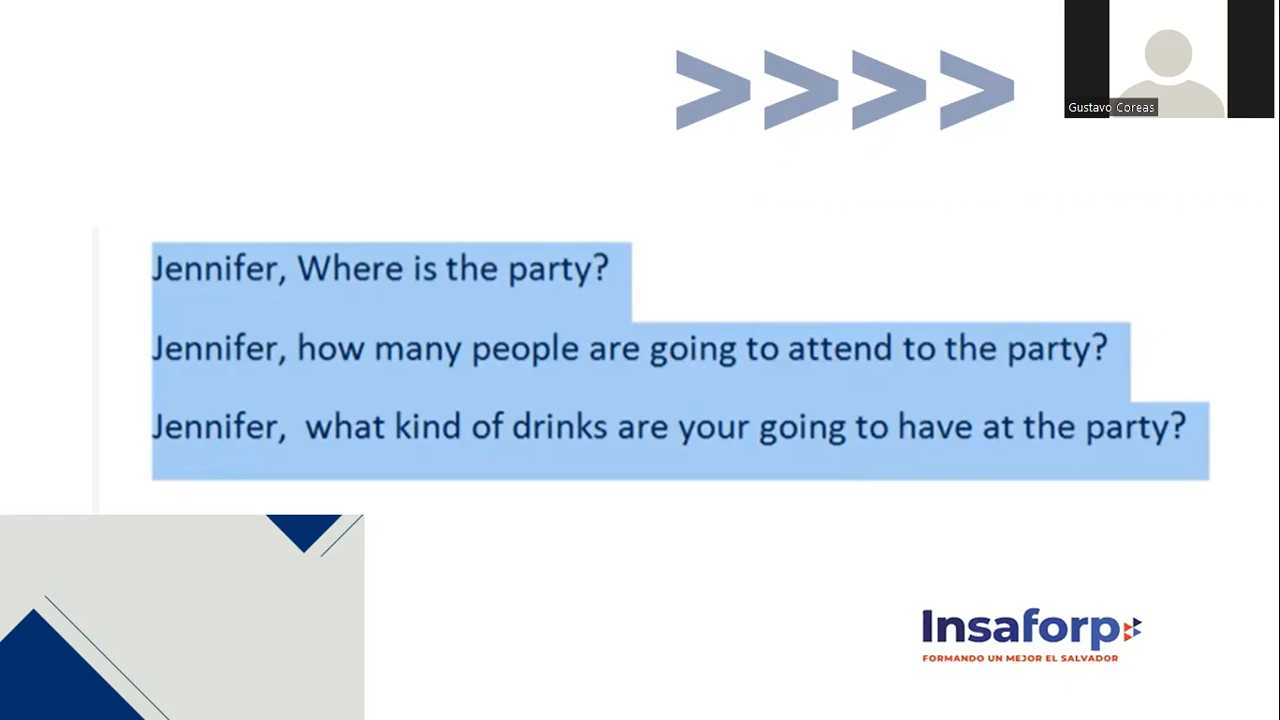 Gustavo Coreas
Jennifer, Where is the party?
Jennifer, how many people are going to attend to the party?
Jennifer,  what kind of drinks are your going to have at the party?
Insaforp
FORMANDO UN MEJOR EL SALVADOR